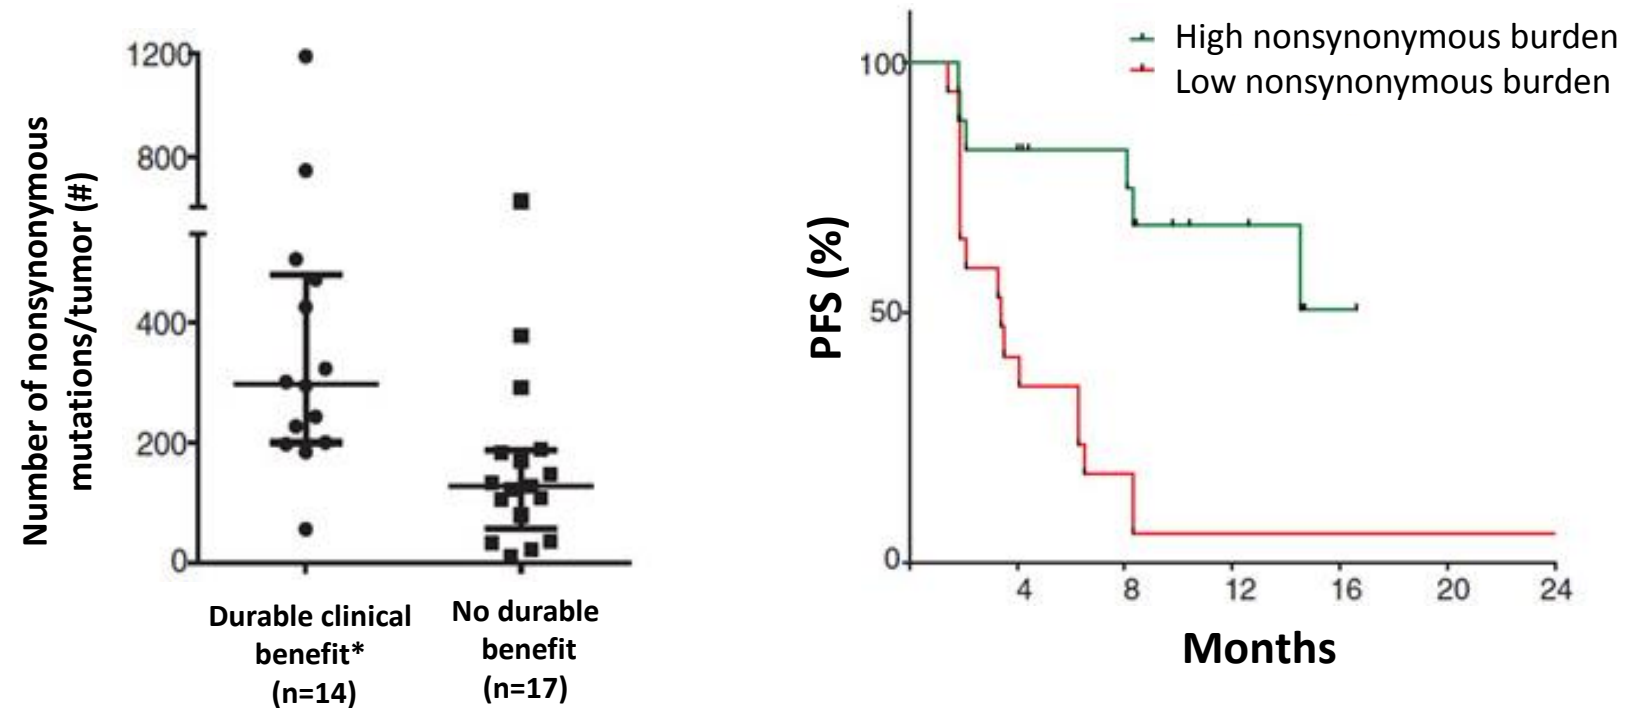 Number of nonsynonymous
mutations/tumor (#)
1200
800
400
200
0
Durable clinical
benefit*
(n=14)
No durable
benefit
(n=17)
High nonsynonymous burden
Low nonsynonymous burden
PFS (%)
100
50
0
4 8 12 16 20 24
Months